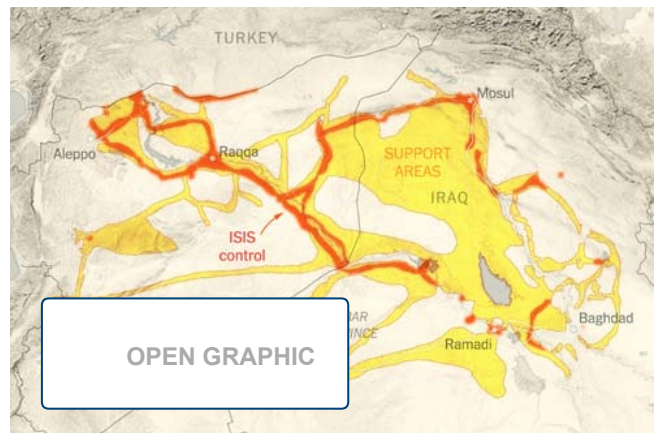 TURKEY
Mosul
Aleppo
Raqqa
SUPPORT
AREAS
IRAQ
ISIS
control
OPEN GRAPHIC
Baghdad
Ramadi